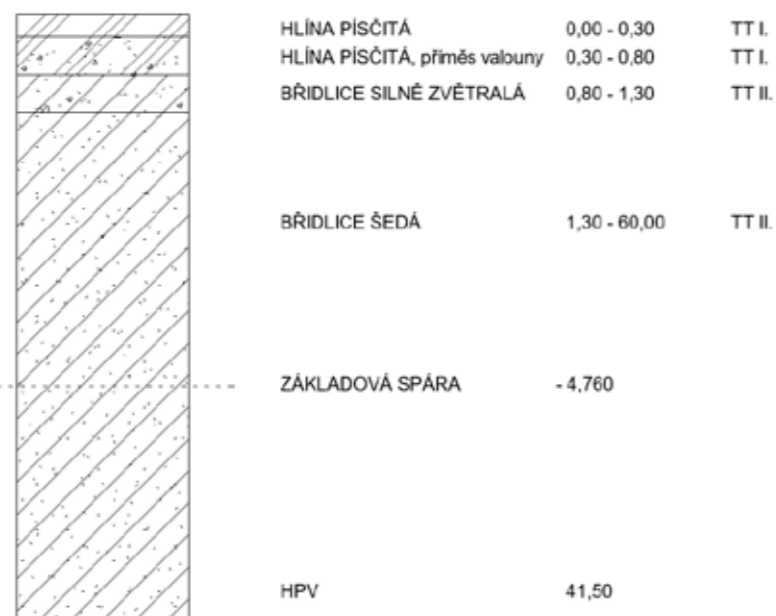 HLÍNA PÍSČITÁ 0,00 - 0,30 TT I.
HLÍNA PÍSČITÁ, příměs valouny 0,30 - 0,80 TT I.
BŘIDLICE SILNĚ ZVĚTRALÁ 0,80 - 1,30 TT II.
BŘIDLICE ŠEDÁ 1,30 - 60,00 TT II.
ZÁKLADOVÁ SPÁRA - 4,760
HPV 41,50